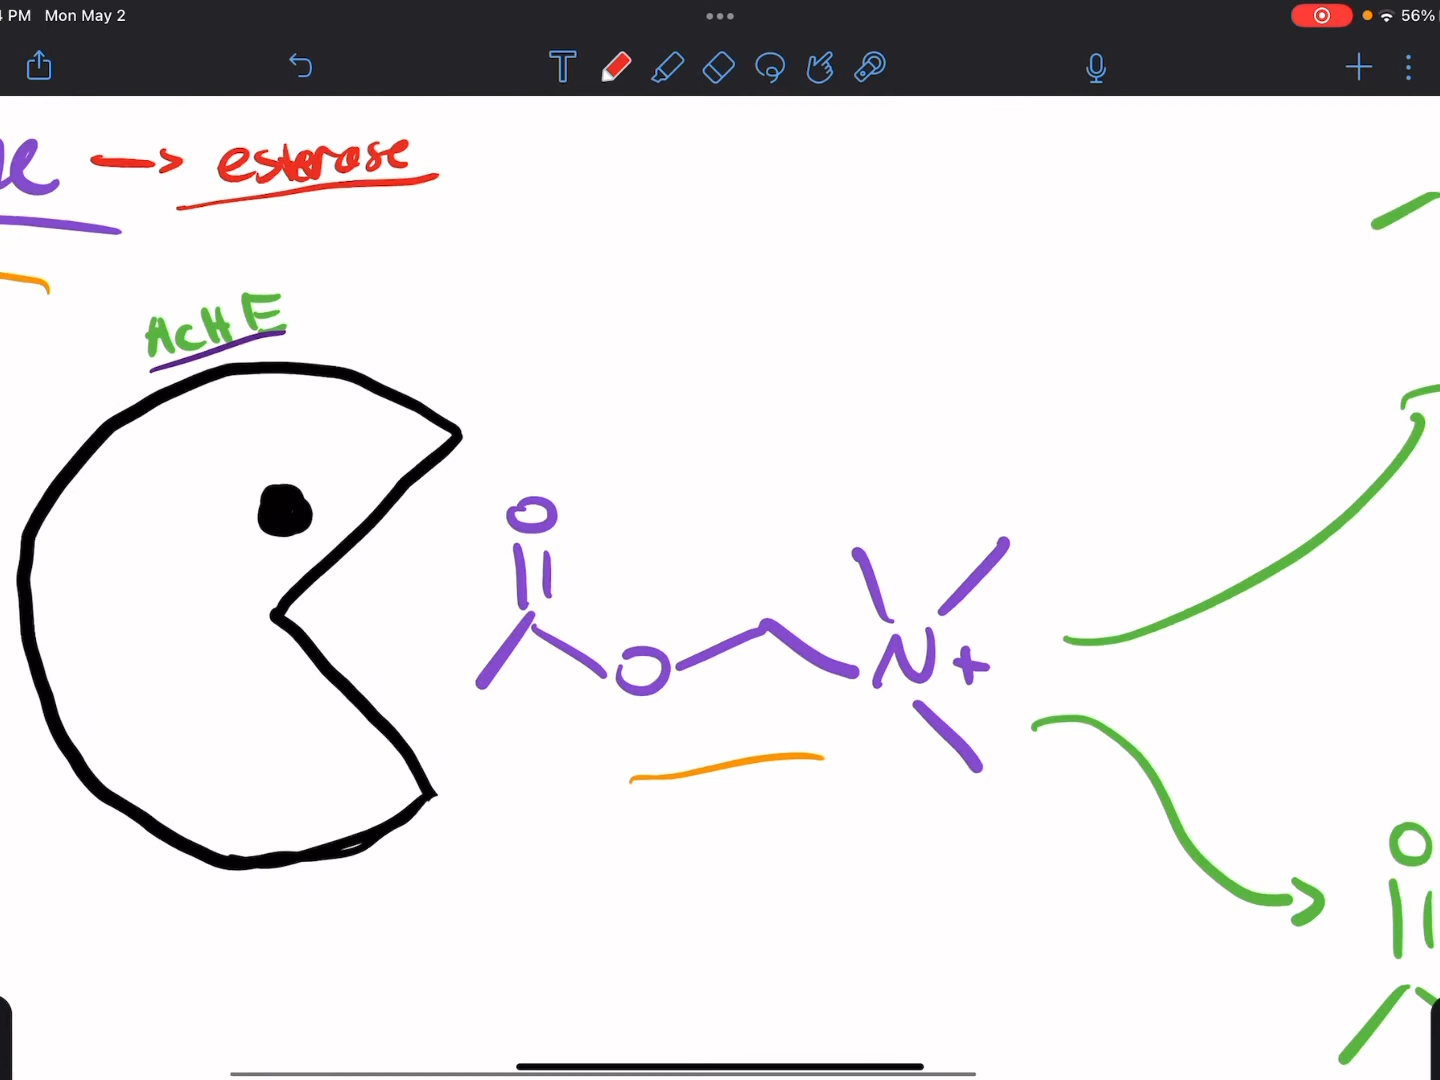 PM Mon May 2
56%
T
→ esterase
AcHE
O
O
N+
O